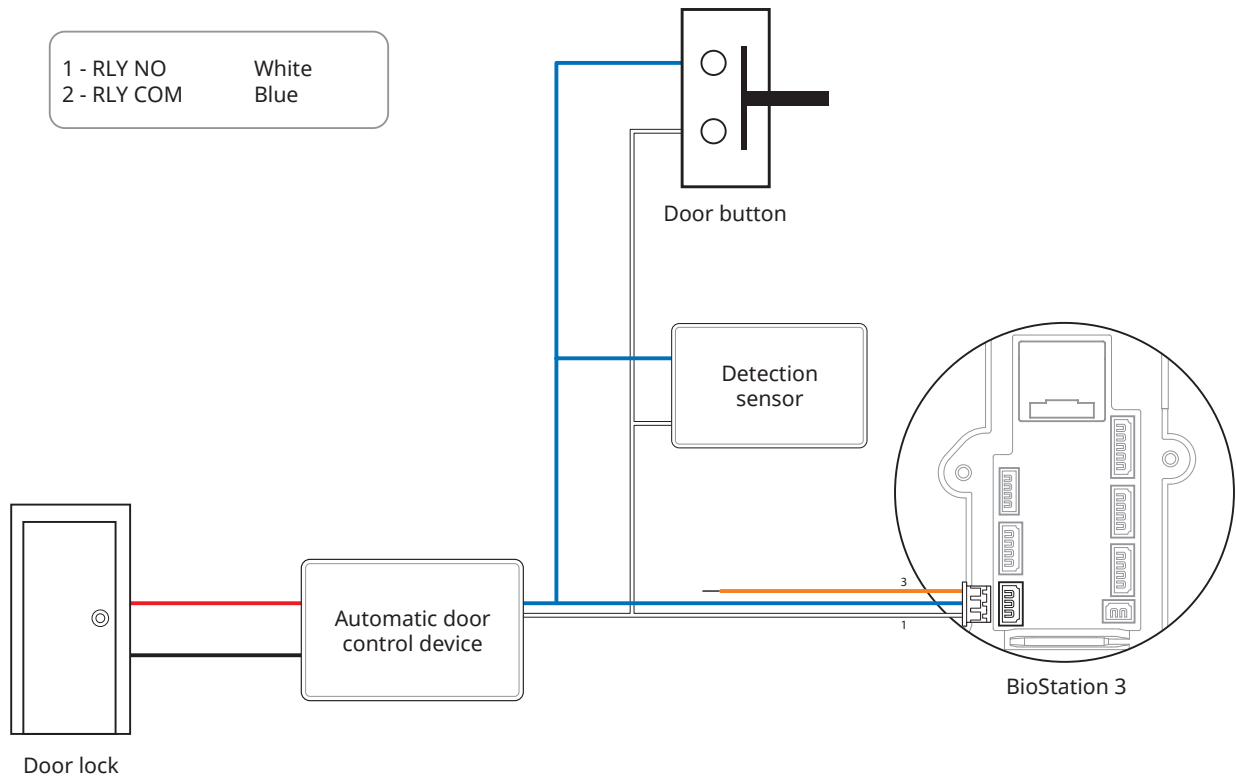 1 - RLY NO White
2 - RLY COM Blue
Door button
Detection
sensor
3
1
Automatic door
control device
BioStation 3
Door lock